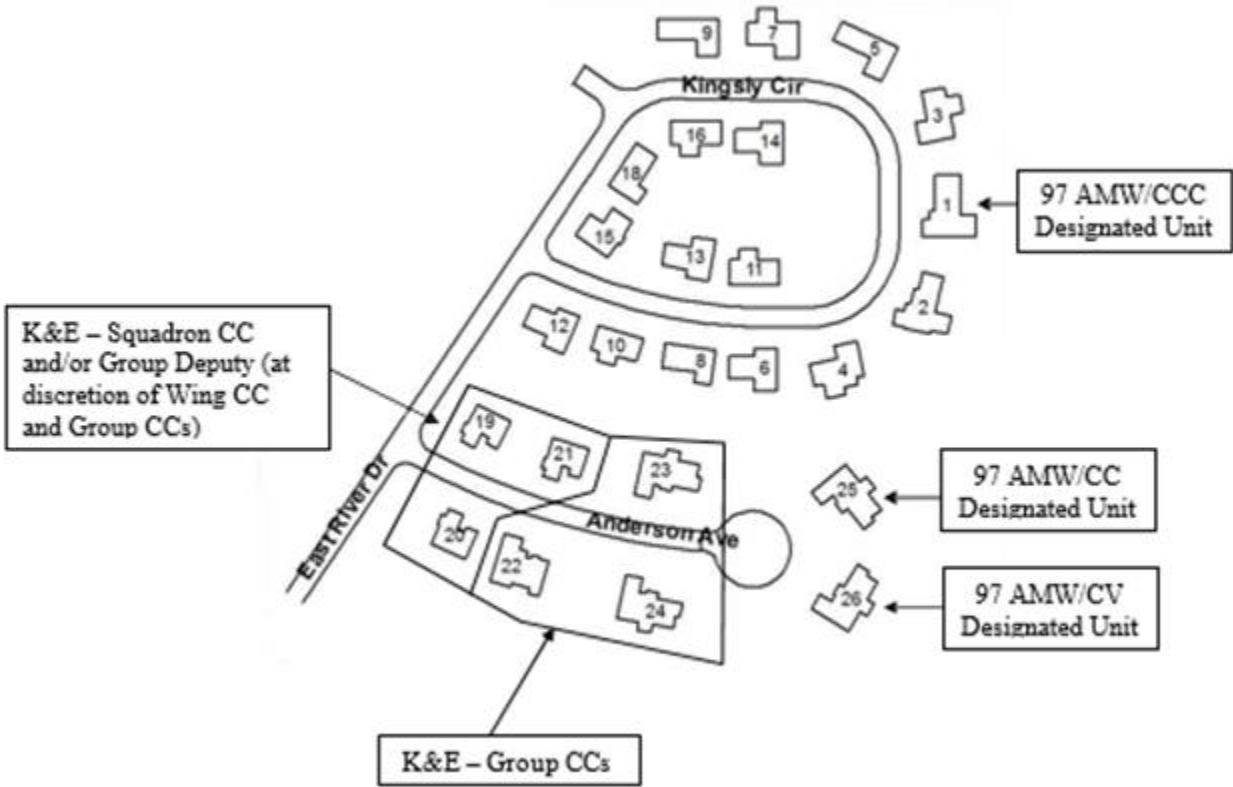 9
7
5
Kingsly Cir
3
16
14
18
1
97 AMW/CCC
Designated Unit
15
13
11
2
K&E – Squadron CC
and/or Group Deputy (at
discretion of Wing CC
and Group CCs)
12
10
8
6
4
19
21
23
25
97 AMW/CC
Designated Unit
East River Dr
20
Anderson Ave
22
24
26
97 AMW/CV
Designated Unit
K&E – Group CCs